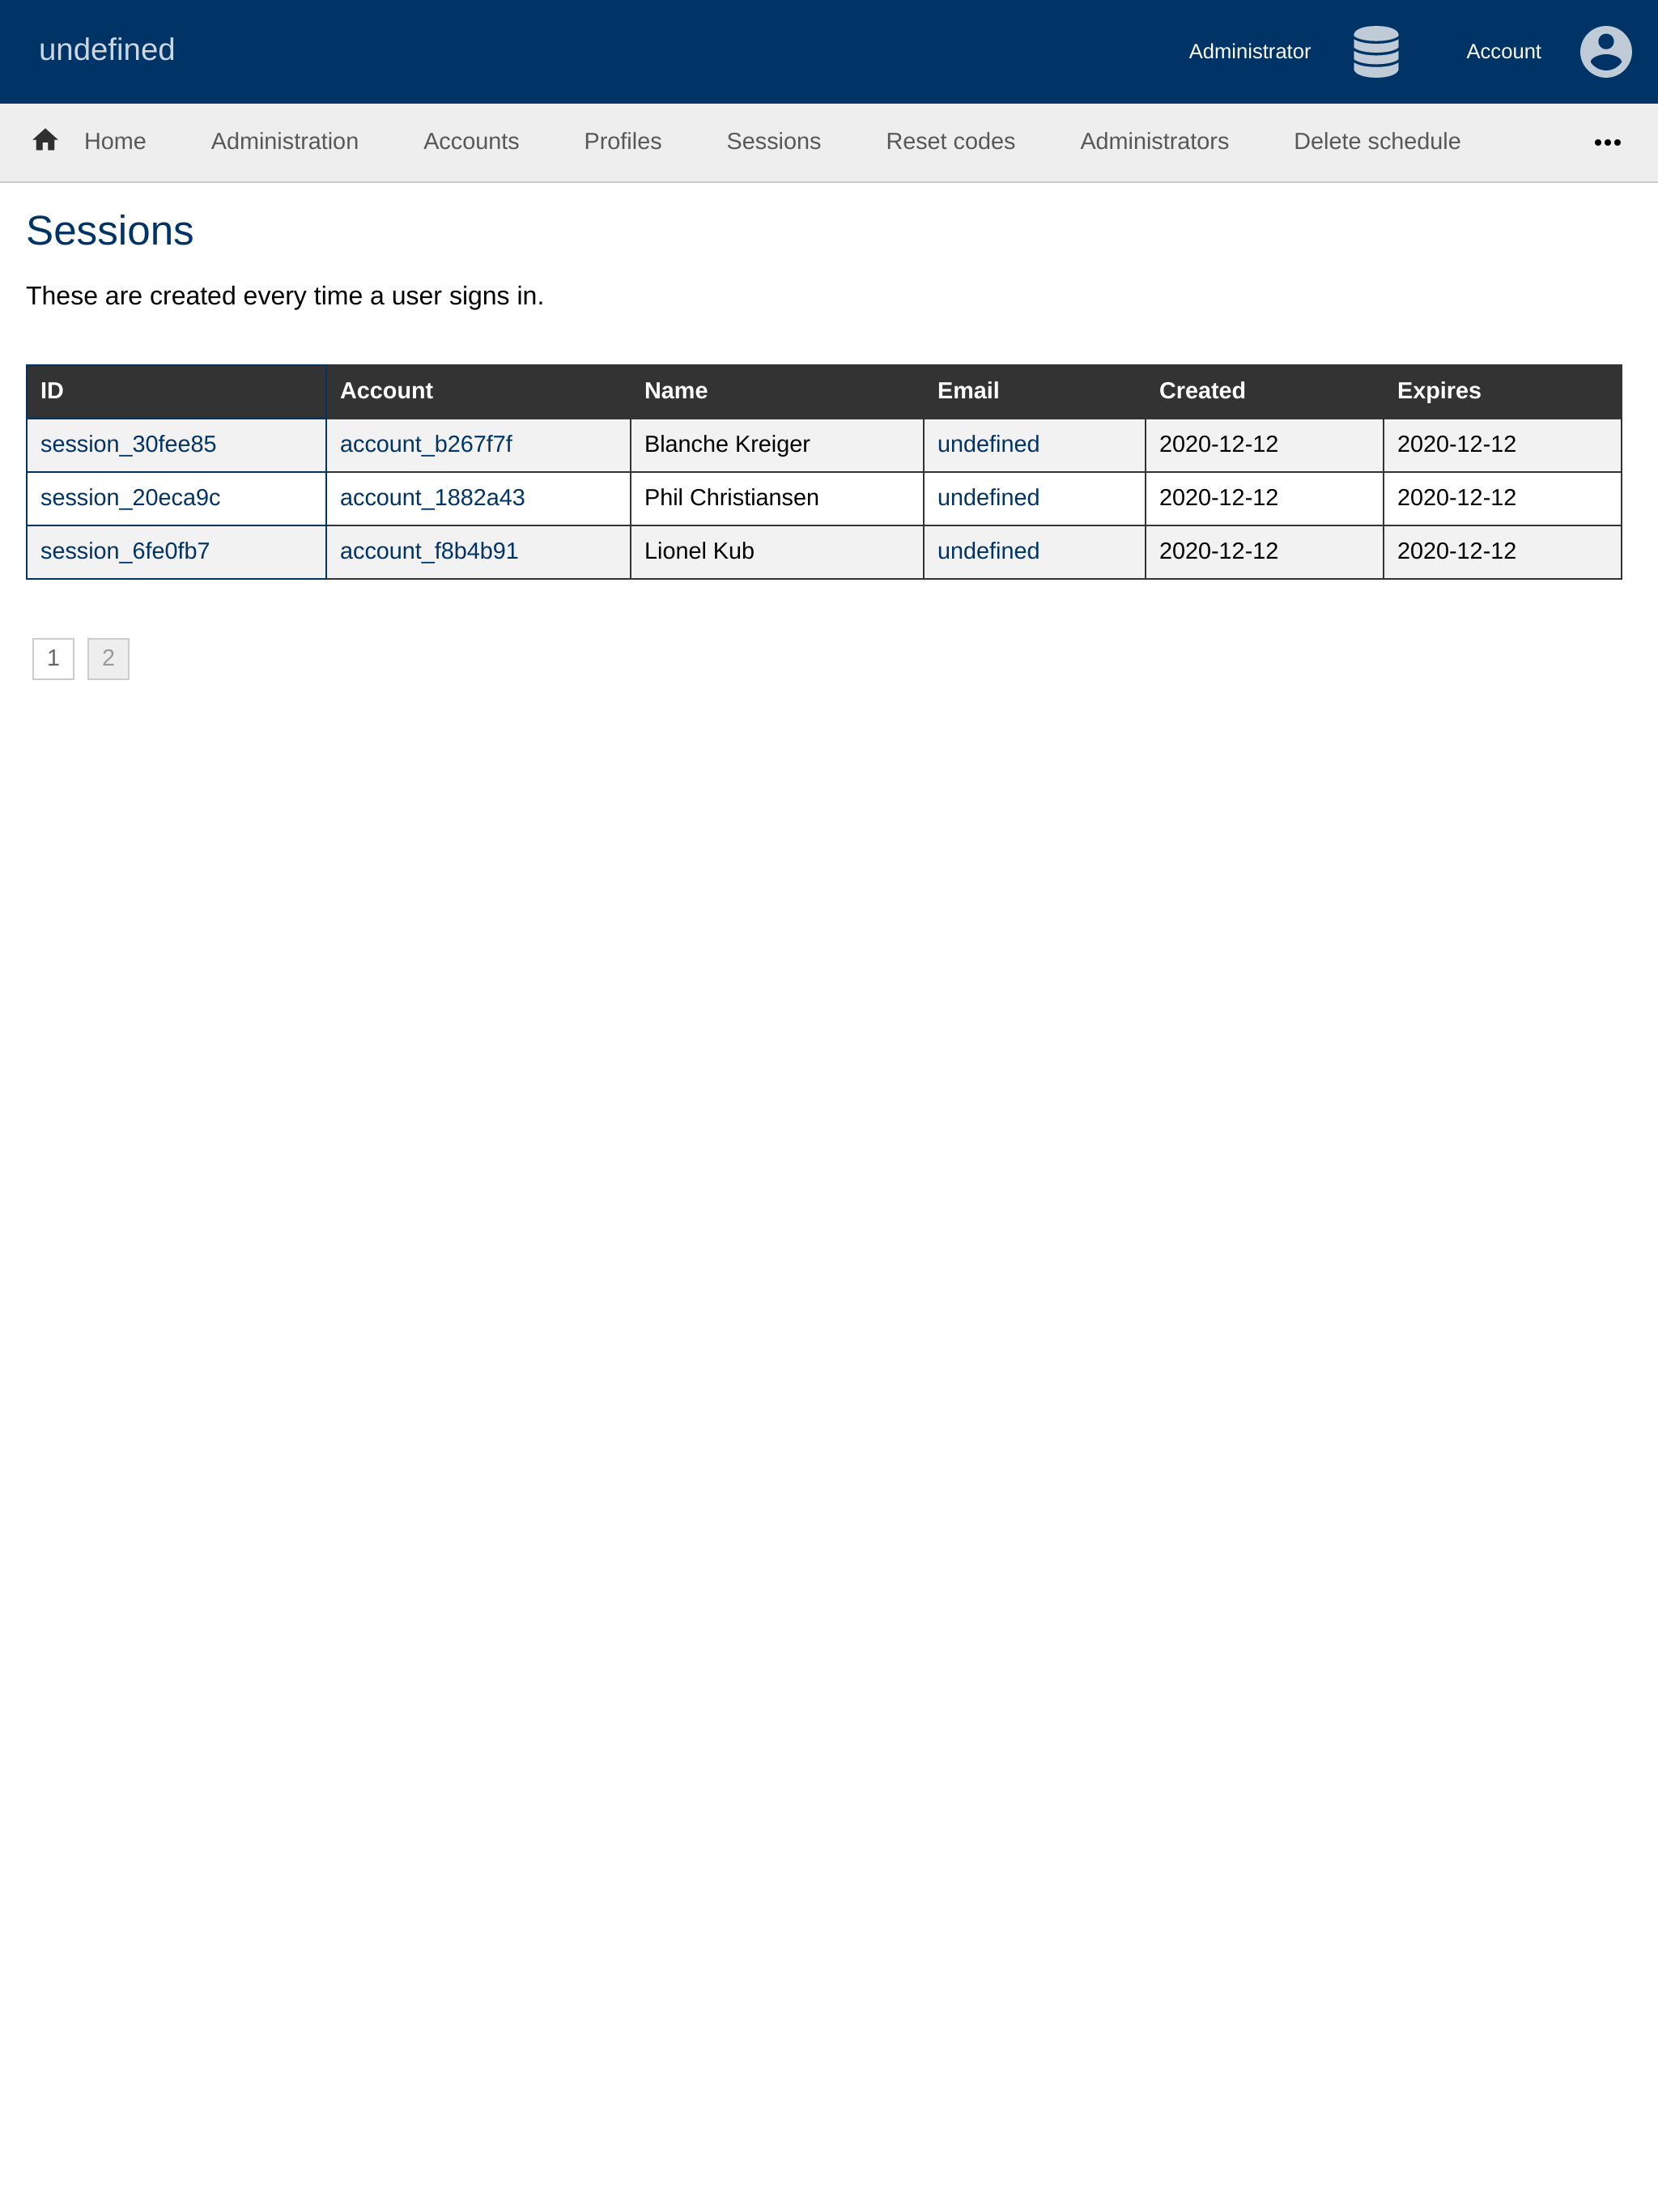 undefined Administrator Account
Home Administration Accounts Profiles Sessions Reset codes Administrators Delete schedule •••
Sessions
These are created every time a user signs in.
ID Account Name Email Created Expires
session_30fee85 account_b267f7f Blanche Kreiger undefined 2020-12-12 2020-12-12
session_20eca9c account_1882a43 Phil Christiansen undefined 2020-12-12 2020-12-12
session_6fe0fb7 account_f8b4b91 Lionel Kub undefined 2020-12-12 2020-12-12
1 2